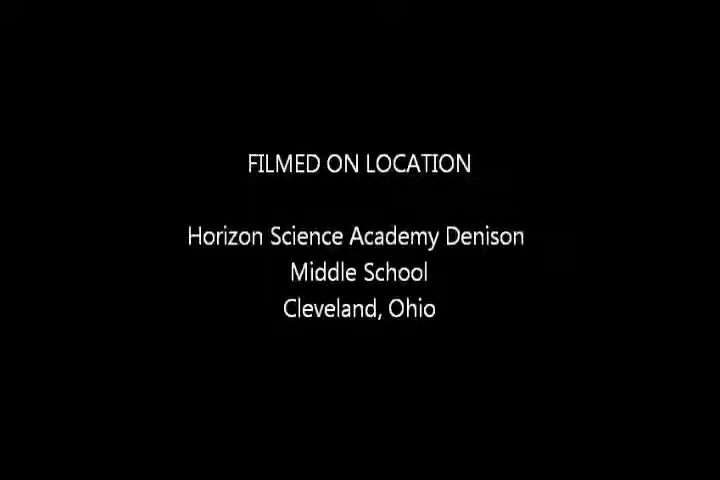 FILMED ON LOCATION
Horizon Science Academy Denison
Middle School
Cleveland, Ohio